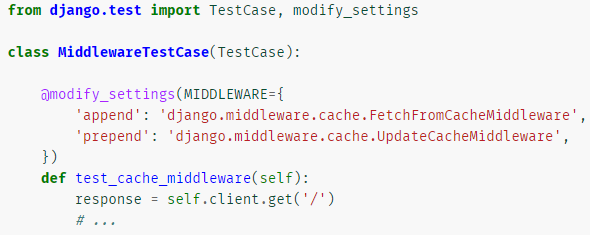 from django.test import TestCase, modify_settings
class MiddlewareTestCase(TestCase):
@modify_settings(MIDDLEWARE={
'append': 'django.middleware.cache.FetchFromCacheMiddleware',
'prepend': 'django.middleware.cache.UpdateCacheMiddleware',
})
def test_cache_middleware(self):
response = self.client.get('/')
# ...